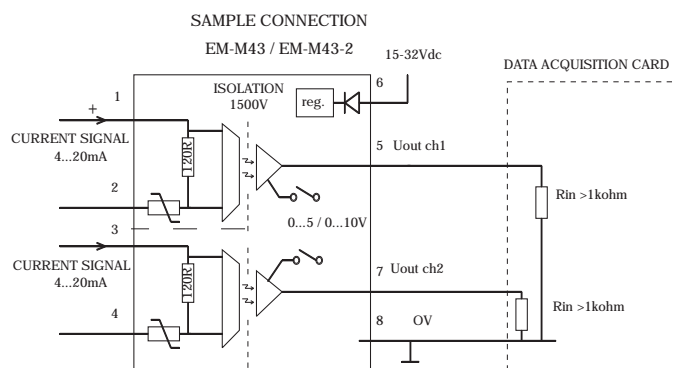 SAMPLE CONNECTION
EM-M43 / EM-M43-2
15-32Vdc
DATA ACQUISITION CARD
6
1
ISOLATION
1500V
reg.
+
CURRENT SIGNAL
4...20mA
120R
5 Uout ch1
2
Rin >1kohm
0...5 / 0...10V
3
CURRENT SIGNAL
4...20mA
120R
7 Uout ch2
4
Rin >1kohm
8 OV